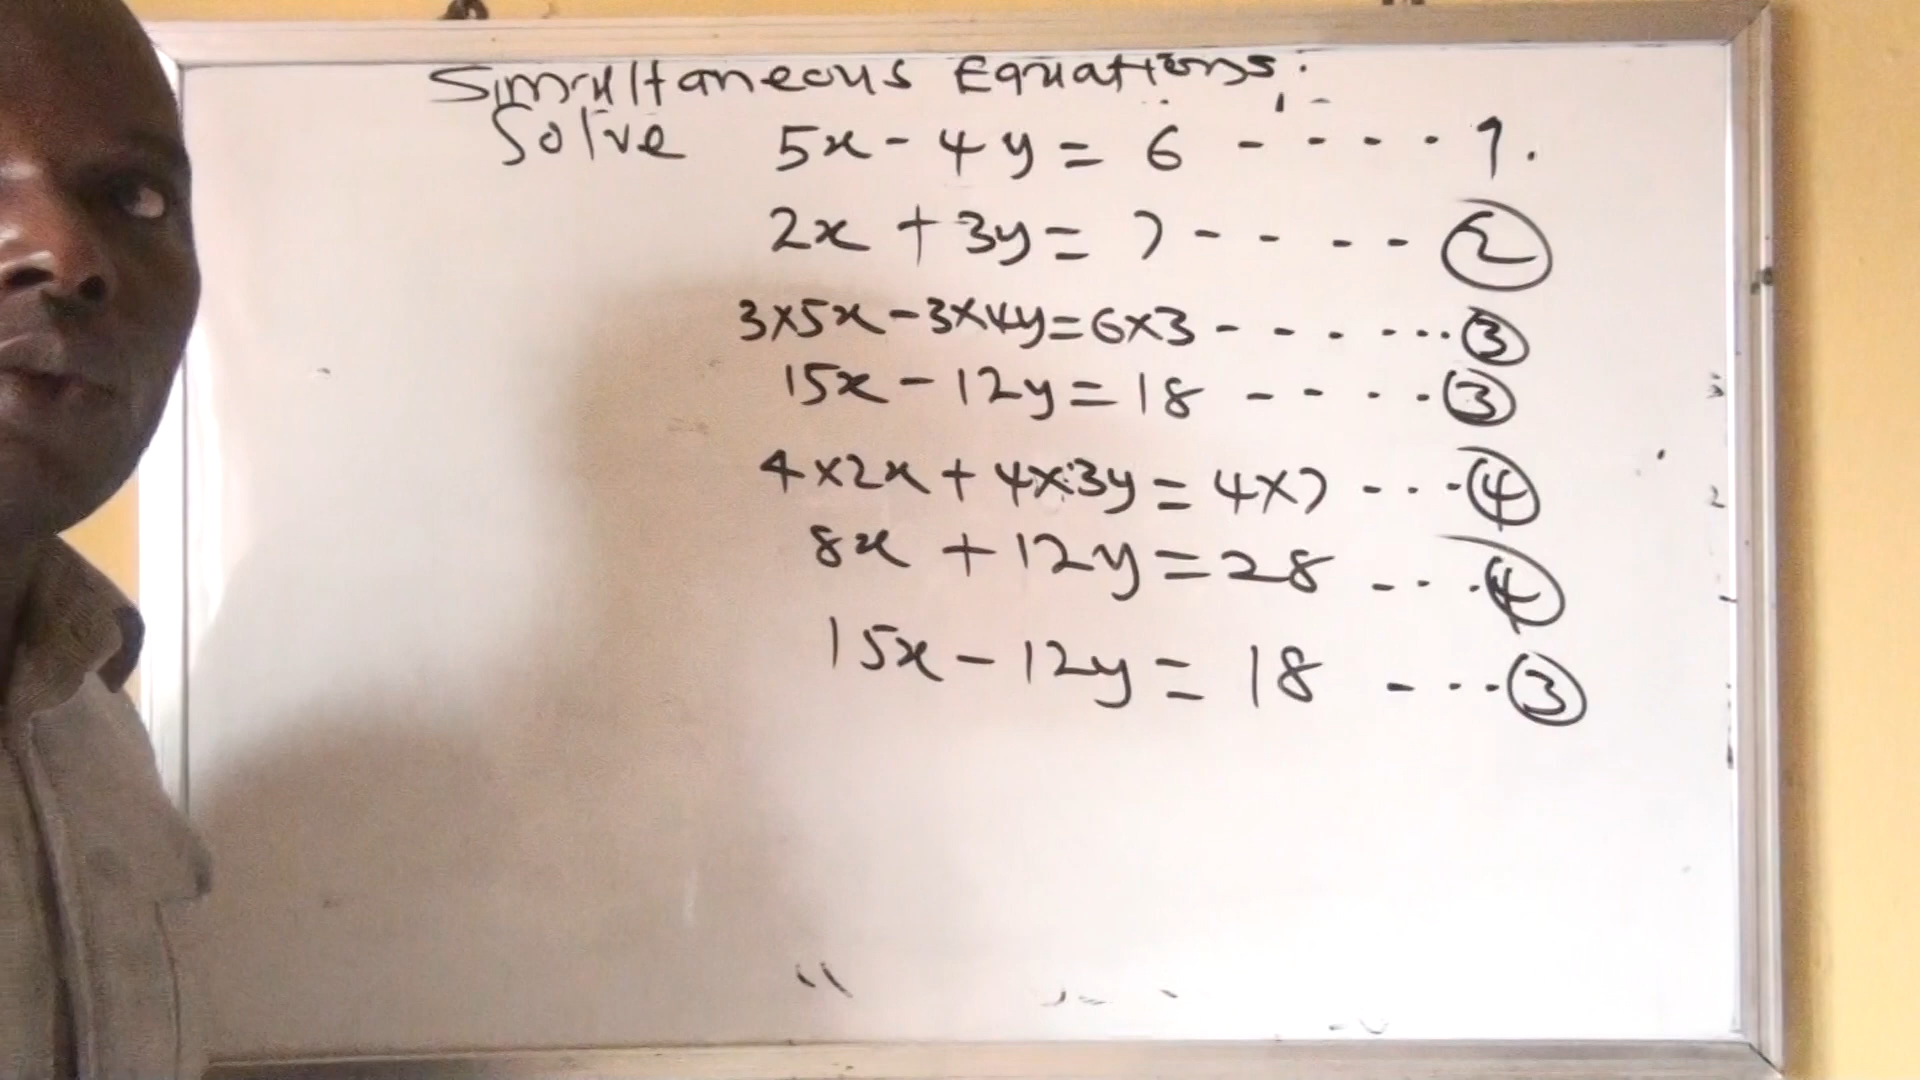 Simultaneous Equations:
Solve 5x - 4y = 6 - - - - - 1.
2x + 3y = 7 - - - - ②
3×5x - 3×4y = 6×3 - - - - - - ③
15x - 12y = 18 - - - - ③
4×2x + 4×3y = 4×7 - - - ④
8x + 12y = 28 - - - ④
15x - 12y = 18 - - - ③